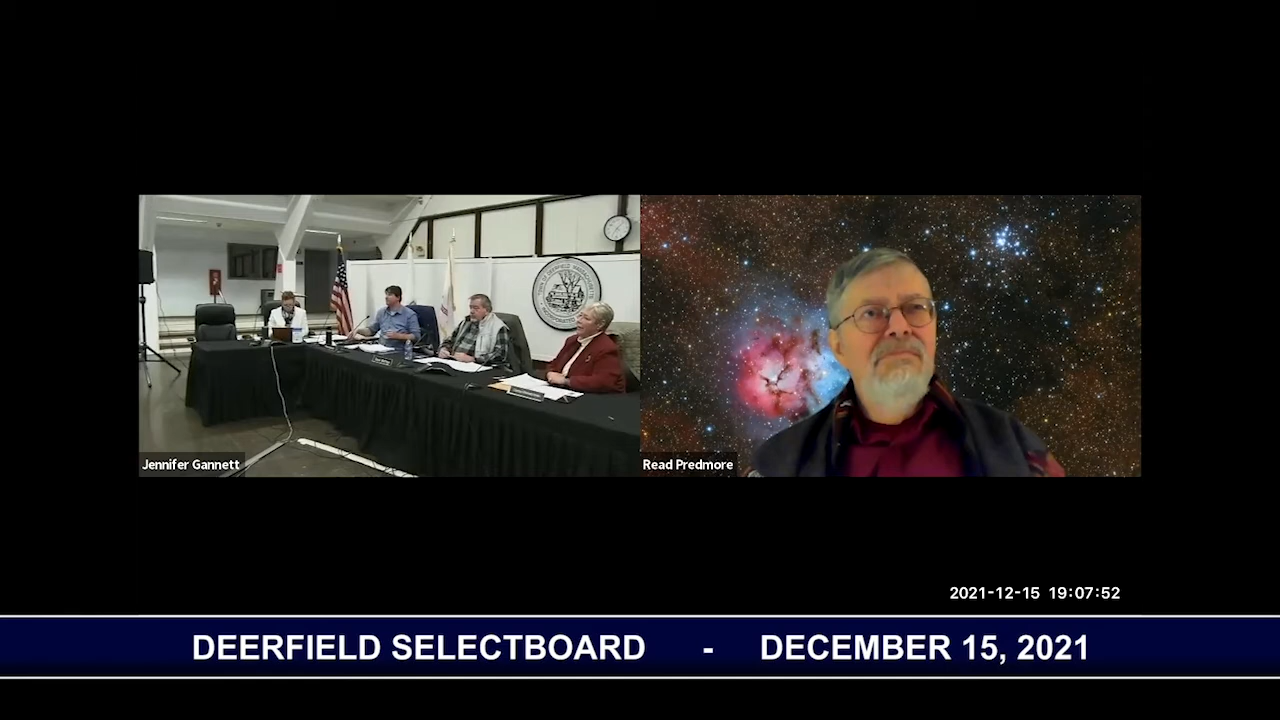 Jennifer Gannett
Read Predmore
2021-12-15 19:07:52
DEERFIELD SELECTBOARD - DECEMBER 15, 2021